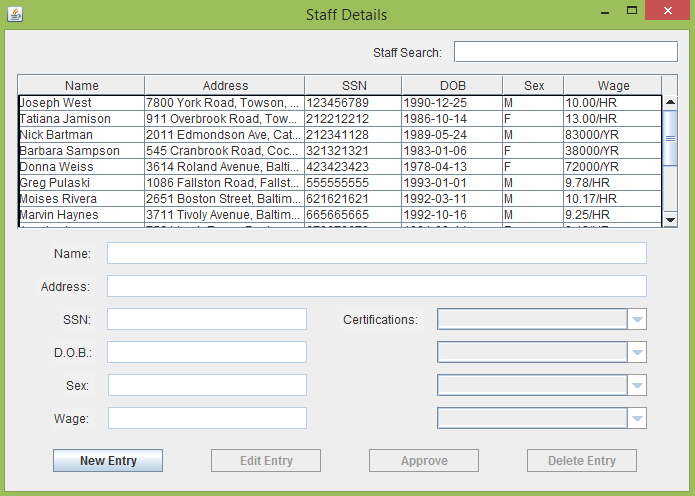 Staff Details
Staff Search:
Name Address SSN DOB Sex Wage
Joseph West 7800 York Road, Towson, ... 123456789 1990-12-25 M 10.00/HR
Tatiana Jamison 911 Overbrook Road, Tow... 212212212 1986-10-14 F 13.00/HR
Nick Bartman 2011 Edmondson Ave, Cat... 212341128 1989-05-24 M 83000/YR
Barbara Sampson 545 Cranbrook Road, Coc... 321321321 1983-01-06 F 38000/YR
Donna Weiss 3614 Roland Avenue, Balti... 423423423 1978-04-13 F 72000/YR
Greg Pulaski 1086 Fallston Road, Fallst... 555555555 1993-01-01 M 9.78/HR
Moises Rivera 2651 Boston Street, Baltim... 621621621 1992-03-11 M 10.17/HR
Marvin Haynes 3711 Tivoly Avenue, Baltim... 665665665 1992-10-16 M 9.25/HR
Name:
Address:
SSN: Certifications:
D.O.B.:
Sex:
Wage:
New Entry Edit Entry Approve Delete Entry